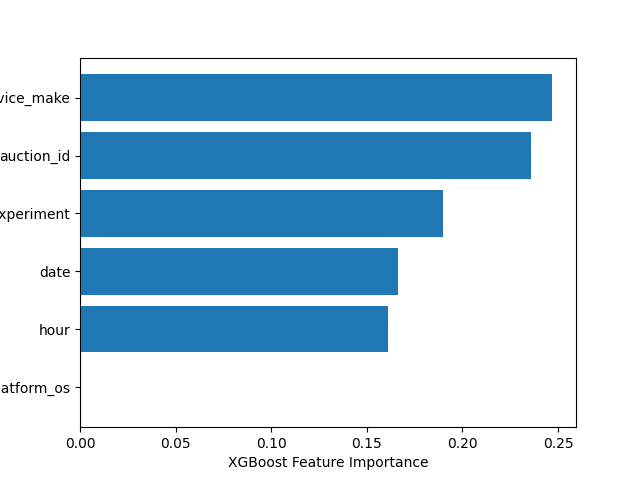 vice_make
auction_id
xperiment
date
hour
atform_os
0.00 0.05 0.10 0.15 0.20 0.25
XGBoost Feature Importance